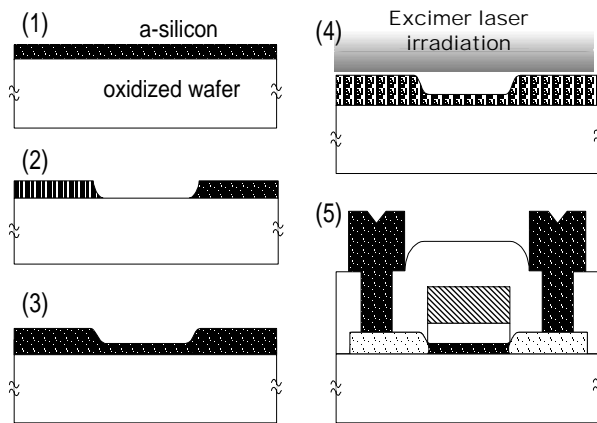 (1)
a-silicon
oxidized wafer
(2)
(3)
(4)
Excimer laser
irradiation
(5)